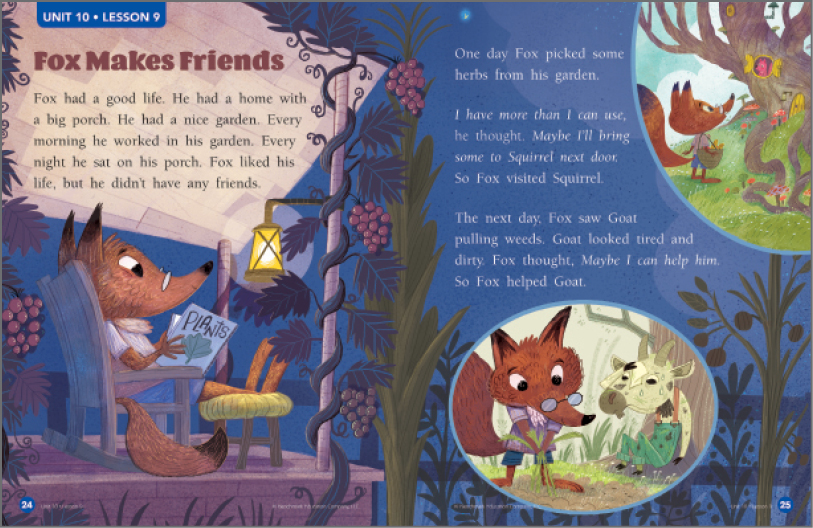 UNIT 10 • LESSON 9
Fox Makes Friends
Fox had a good life. He had a home with
a big porch. He had a nice garden. Every
morning he worked in his garden. Every
night he sat on his porch. Fox liked his
life, but he didn't have any friends.
PLANTS
24
One day Fox picked some
herbs from his garden.
I have more than I can use,
he thought. Maybe I'll bring
some to Squirrel next door.
So Fox visited Squirrel.
The next day, Fox saw Goat
pulling weeds. Goat looked tired and
dirty. Fox thought, Maybe I can help him.
So Fox helped Goat.
25